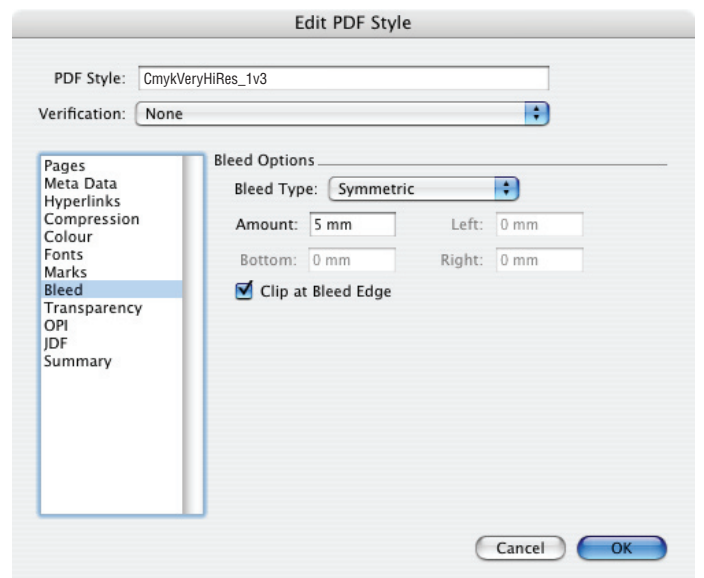 Edit PDF Style
PDF Style: CmykVeryHiRes_1v3
Verification: None
Pages
Meta Data
Hyperlinks
Compression
Colour
Fonts
Marks
Bleed
Transparency
OPI
JDF
Summary
Bleed Options
Bleed Type: Symmetric
Amount: 5 mm Left: 0 mm
Bottom: 0 mm Right: 0 mm
Clip at Bleed Edge
Cancel OK